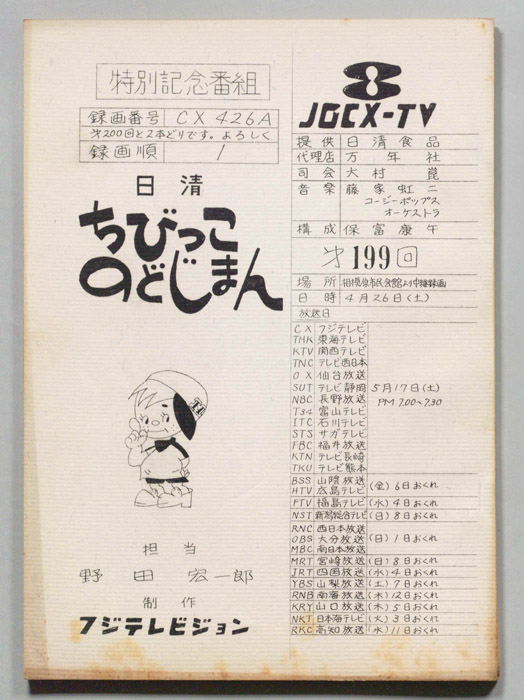 特別記念番組
録画番号 CX 426A
㐧200回と2本どりです。よろしく
録画順 1
日清
ちびっこ
のどじまん
担当
野田宏一郎
制作
フジテレビジョン
8
JOCX-TV
提供 日清食品
代理店 万年社
司会 大村崑
音楽 藤家虹二
コージーポップス
オーケストラ
構成 保富康午
㐧199回
場所 相模原市民会館より中継録画
日時 4月26日(土)
放送日
CX フジテレビ
THK 東海テレビ
KTV 関西テレビ
TNC テレビ西日本
OX 仙台放送
SUT テレビ静岡 5月17日(土)
NBC 長野放送 PM 7.00~7.30
T34 富山テレビ
ITC 石川テレビ
STS サガテレビ
FBC 福井放送
KTN テレビ長崎
TKU テレビ熊本
BSS 山陰放送 (金)6日おくれ
HTV 広島テレビ
FTV 福島テレビ (水)4日おくれ
NST 新潟総合テレビ (日)8日おくれ
RNC 西日本放送
OBS 大分放送 (日)1日おくれ
MBC 南日本放送
MRT 宮崎放送 (日)8日おくれ
JRT 四国放送 (水)4日おくれ
YBS 山梨放送 (土)7日おくれ
RNB 南海放送 (木)12日おくれ
KRY 山口放送 (木)5日おくれ
NKT 日本海テレビ (火)3日おくれ
RKC 高知放送 (水)11日おくれ